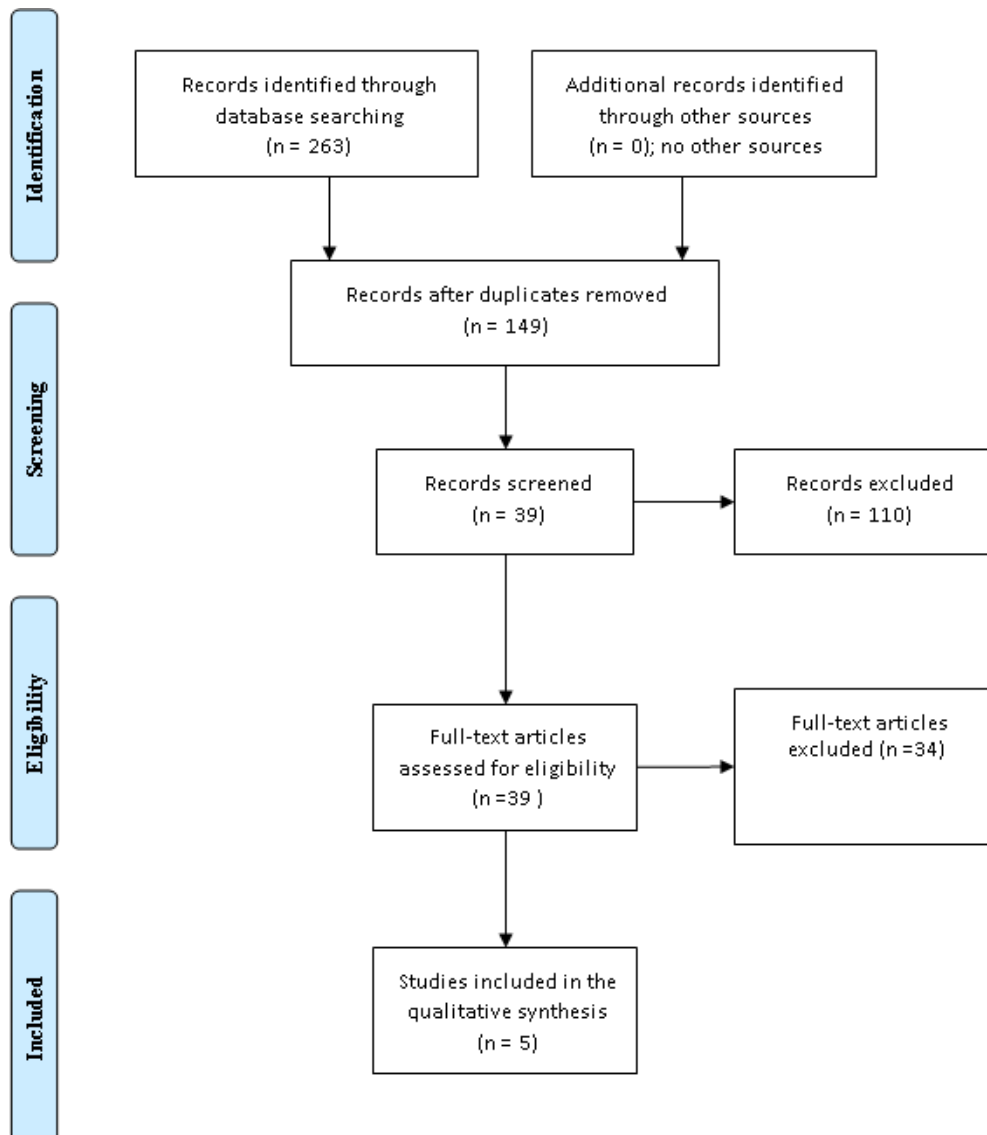 Identification
Records identified through
database searching
(n = 263)
Additional records identified
through other sources
(n = 0); no other sources
Records after duplicates removed
(n = 149)
Screening
Records screened
(n = 39)
Records excluded
(n = 110)
Eligibility
Full-text articles
assessed for eligibility
(n =39 )
Full-text articles
excluded (n =34)
Included
Studies included in the
qualitative synthesis
(n = 5)